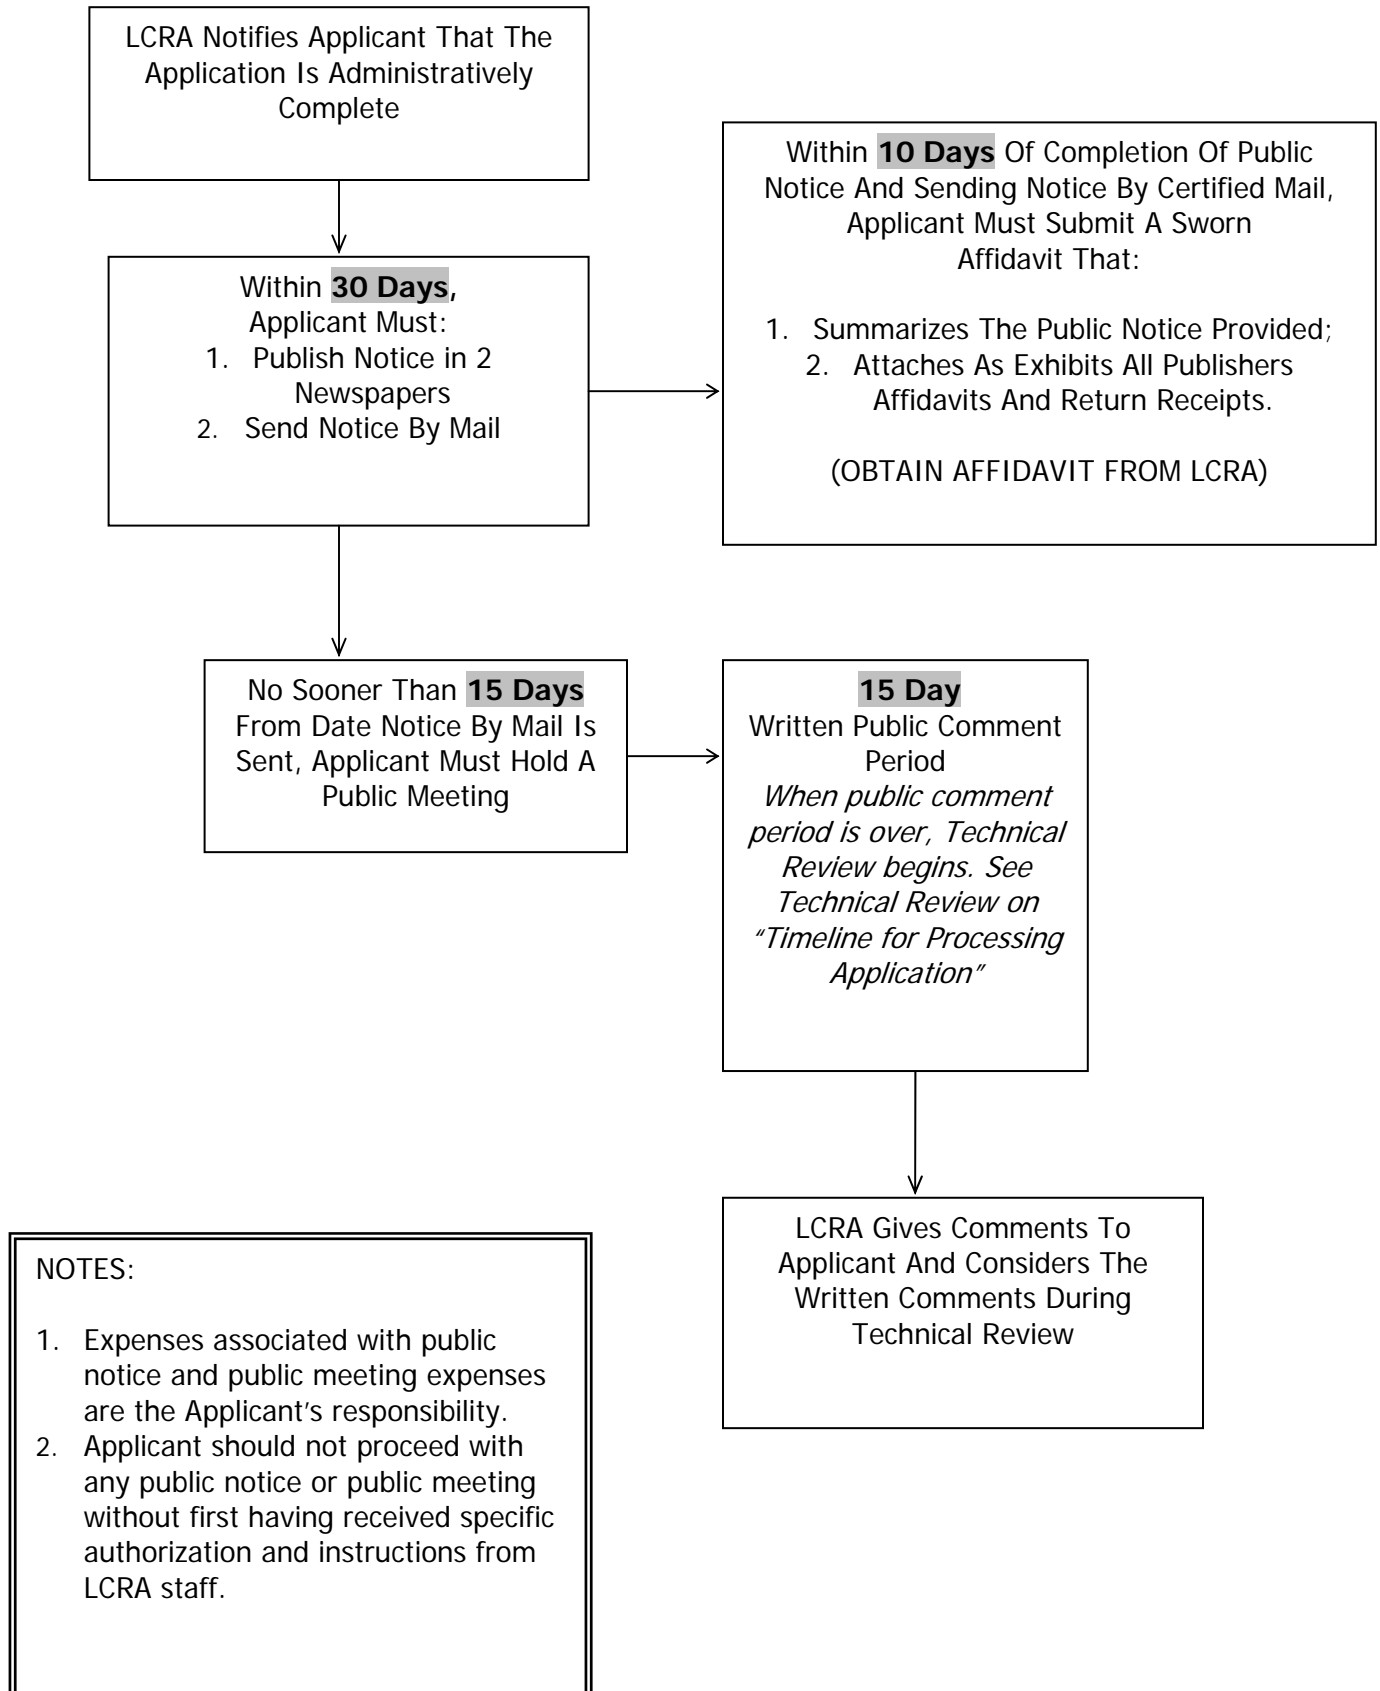 LCRA Notifies Applicant That The
Application Is Administratively
Complete
Within 10 Days Of Completion Of Public
Notice And Sending Notice By Certified Mail,
Applicant Must Submit A Sworn
Affidavit That:
1. Summarizes The Public Notice Provided;
2. Attaches As Exhibits All Publishers
Affidavits And Return Receipts.
(OBTAIN AFFIDAVIT FROM LCRA)
Within 30 Days,
Applicant Must:
1. Publish Notice in 2
Newspapers
2. Send Notice By Mail
No Sooner Than 15 Days
From Date Notice By Mail Is
Sent, Applicant Must Hold A
Public Meeting
15 Day
Written Public Comment
Period
When public comment
period is over, Technical
Review begins. See
Technical Review on
“Timeline for Processing
Application”
LCRA Gives Comments To
Applicant And Considers The
Written Comments During
Technical Review
NOTES:
1. Expenses associated with public
notice and public meeting expenses
are the Applicant’s responsibility.
2. Applicant should not proceed with
any public notice or public meeting
without first having received specific
authorization and instructions from
LCRA staff.